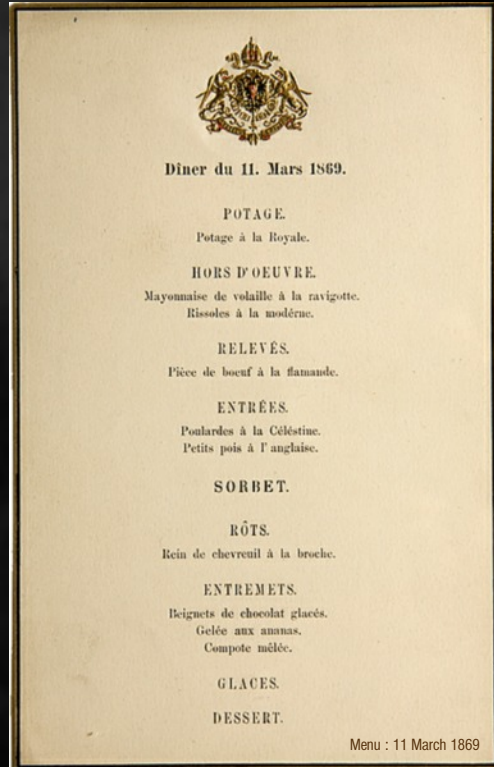 Dîner du 11. Mars 1869.
POTAGE.
Potage à la Royale.
HORS D'OEUVRE.
Mayonnaise de volaille à la ravigotte.
Rissoles à la modérne.
RELEVÉS.
Pièce de boeuf à la flamande.
ENTRÉES.
Poulardes à la Céléstine.
Petits pois à l'anglaise.
SORBET.
RÔTS.
Rein de chevreuil à la broche.
ENTREMETS.
Beignets de chocolat glacés.
Gelée aux ananas.
Compote mêlée.
GLACES.
DESSERT.
Menu : 11 March 1869